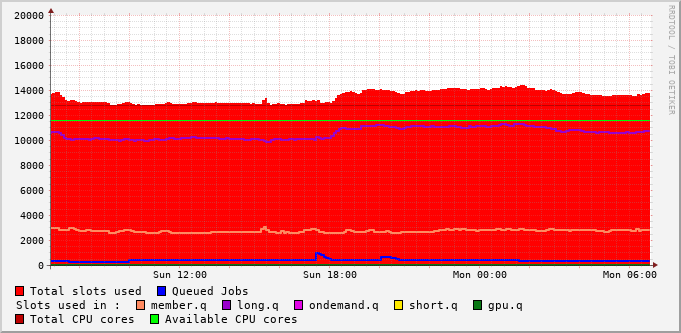 RRDTOOL / TOBI OETIKER
20000
18000
16000
14000
12000
10000
8000
6000
4000
2000
0
Sun 12:00 Sun 18:00 Mon 00:00 Mon 06:00
Total slots used Queued Jobs
Slots used in : member.q long.q ondemand.q short.q gpu.q
Total CPU cores Available CPU cores